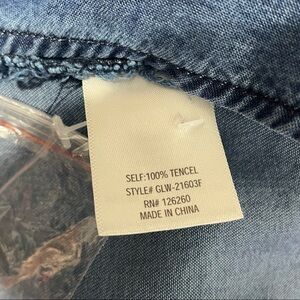 SELF:100% TENCEL
STYLE# GLW-21603F
RN# 126260
MADE IN CHINA